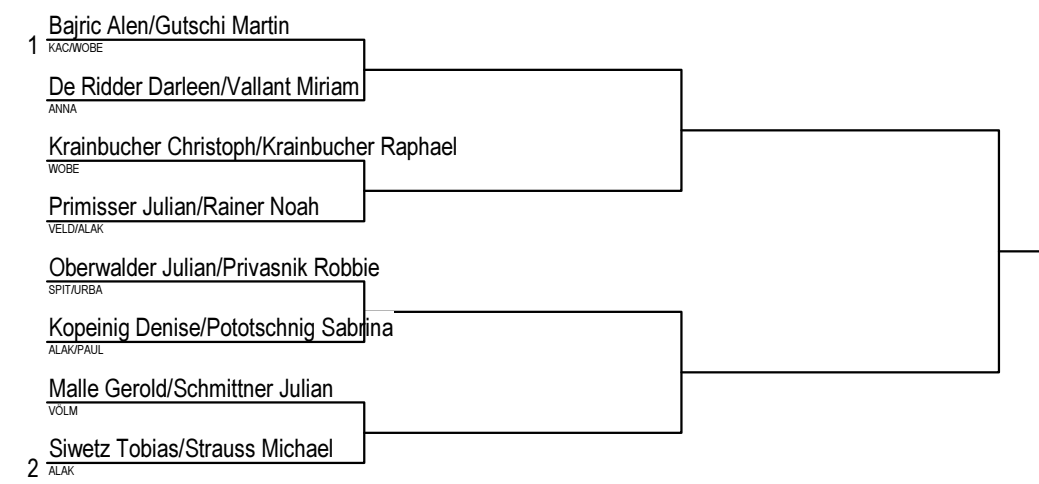 Bajric Alen/Gutschi Martin
1 KAC/WOBE
De Ridder Darleen/Vallant Miriam
ANNA
Krainbucher Christoph/Krainbucher Raphael
WOBE
Primisser Julian/Rainer Noah
VELD/ALAK
Oberwalder Julian/Privasnik Robbie
SPIT/URBA
Kopeinig Denise/Pototschnig Sabrina
ALAK/PAUL
Malle Gerold/Schmittner Julian
VÖLM
Siwetz Tobias/Strauss Michael
2 ALAK